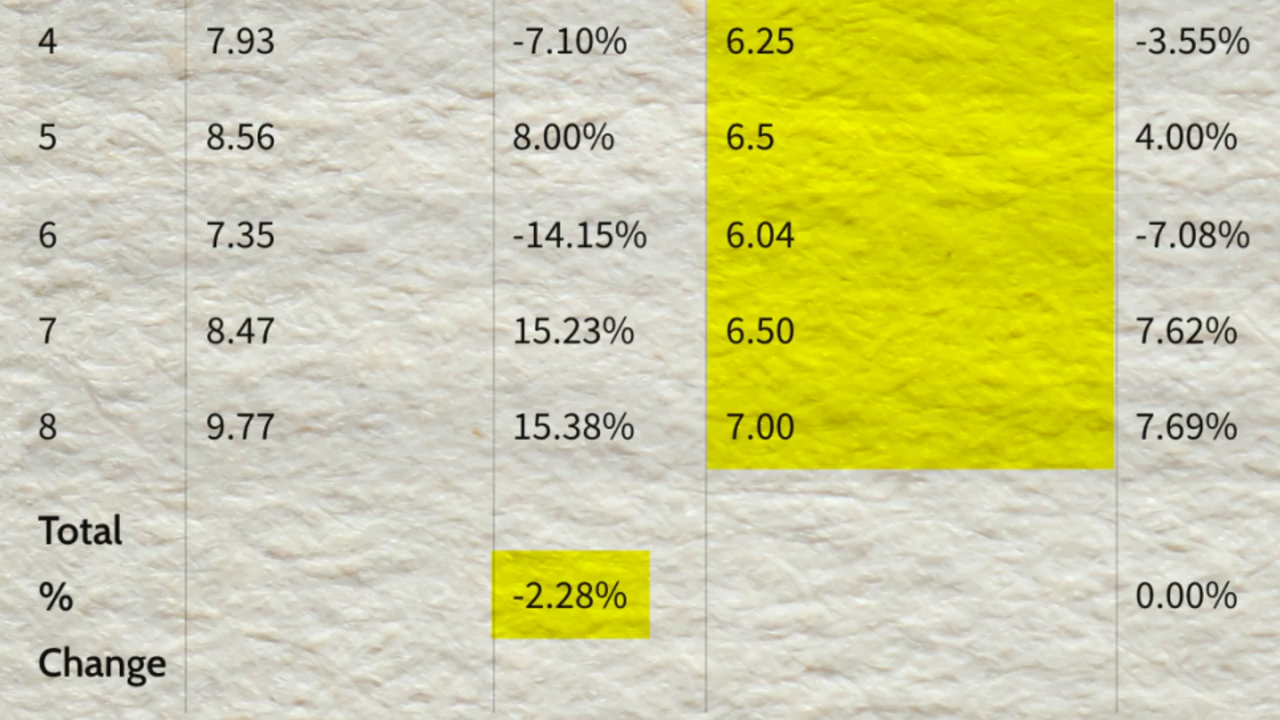 4 7.93 -7.10% 6.25 -3.55%
5 8.56 8.00% 6.5 4.00%
6 7.35 -14.15% 6.04 -7.08%
7 8.47 15.23% 6.50 7.62%
8 9.77 15.38% 7.00 7.69%
Total
% -2.28% 0.00%
Change